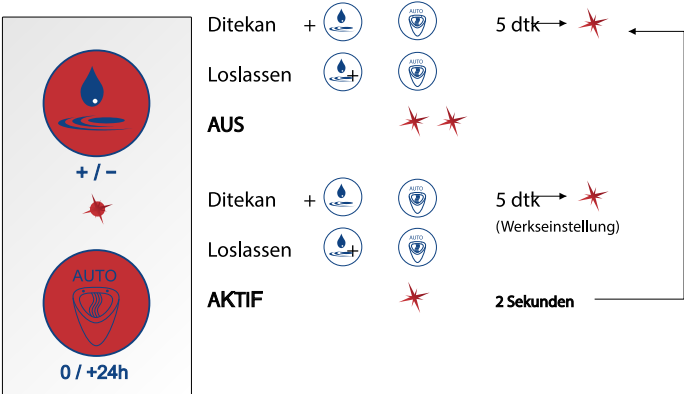 + / –
AUTO
0 / +24h
Ditekan + AUTO 5 dtk
Loslassen + AUTO
AUS
Ditekan + AUTO 5 dtk
(Werkseinstellung)
Loslassen + AUTO
AKTIF 2 Sekunden